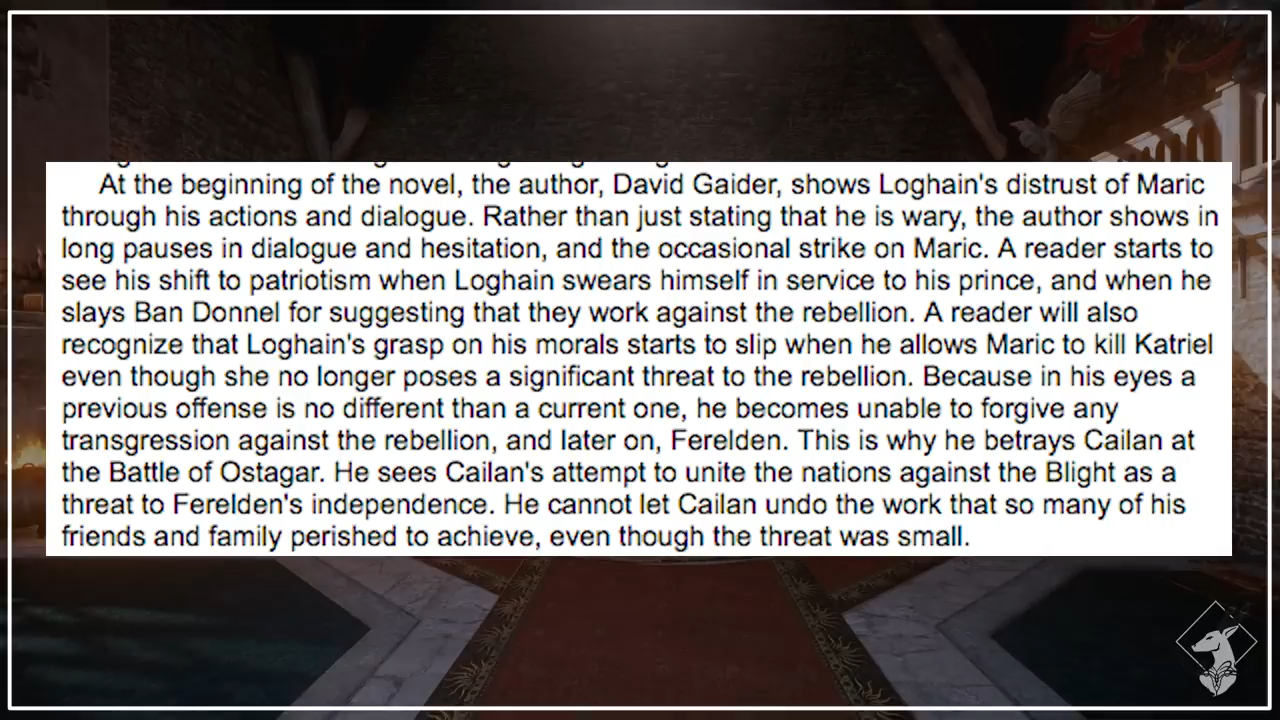 At the beginning of the novel, the author, David Gaider, shows Loghain's distrust of Maric
through his actions and dialogue. Rather than just stating that he is wary, the author shows in
long pauses in dialogue and hesitation, and the occasional strike on Maric. A reader starts to
see his shift to patriotism when Loghain swears himself in service to his prince, and when he
slays Ban Donnel for suggesting that they work against the rebellion. A reader will also
recognize that Loghain's grasp on his morals starts to slip when he allows Maric to kill Katriel
even though she no longer poses a significant threat to the rebellion. Because in his eyes a
previous offense is no different than a current one, he becomes unable to forgive any
transgression against the rebellion, and later on, Ferelden. This is why he betrays Cailan at
the Battle of Ostagar. He sees Cailan's attempt to unite the nations against the Blight as a
threat to Ferelden's independence. He cannot let Cailan undo the work that so many of his
friends and family perished to achieve, even though the threat was small.